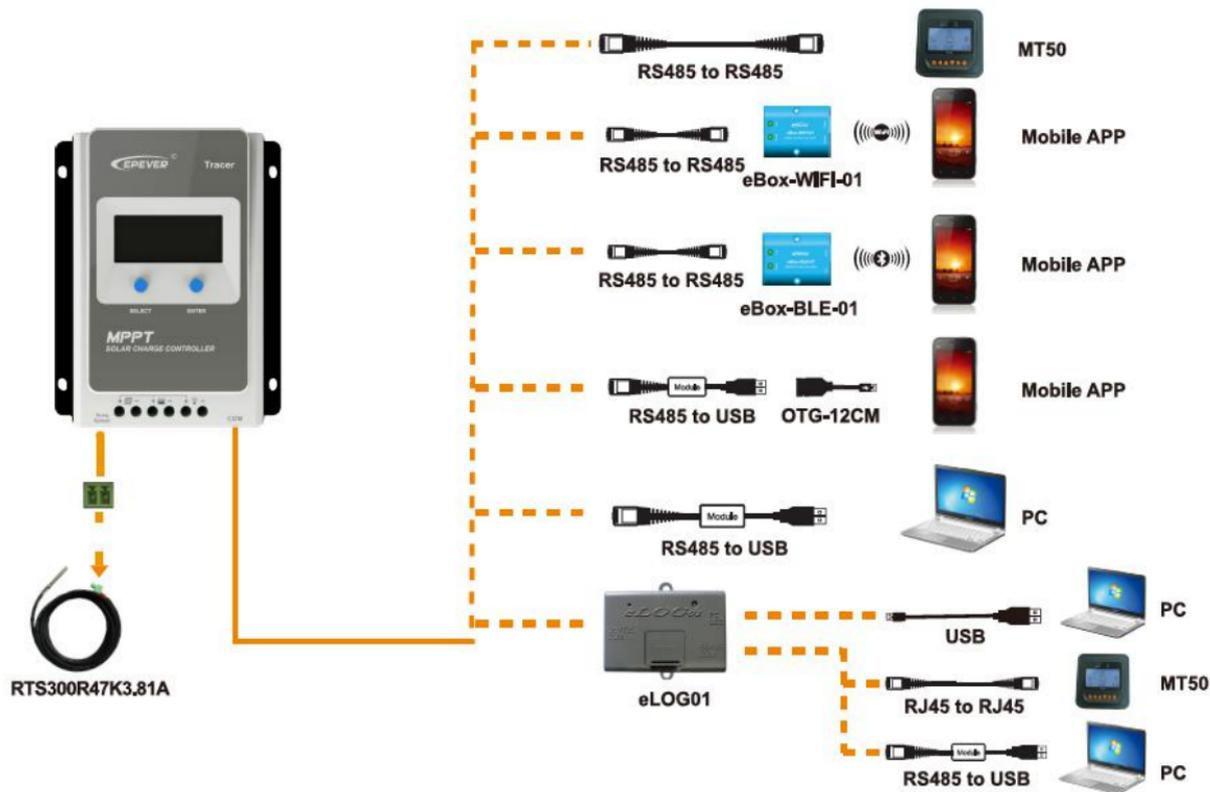 RS485 to RS485
MT50
RS485 to RS485
eBox-WIFI-01
Mobile APP
RS485 to RS485
eBox-BLE-01
Mobile APP
EPEVER
Tracer
SELECT
ENTER
MPPT
SOLAR CHARGE CONTROLLER
COM
Module
RS485 to USB
OTG-12CM
Mobile APP
Module
RS485 to USB
PC
RTS300R47K3.81A
eLOG01
eLOG01
USB
PC
RJ45 to RJ45
MT50
Module
RS485 to USB
PC